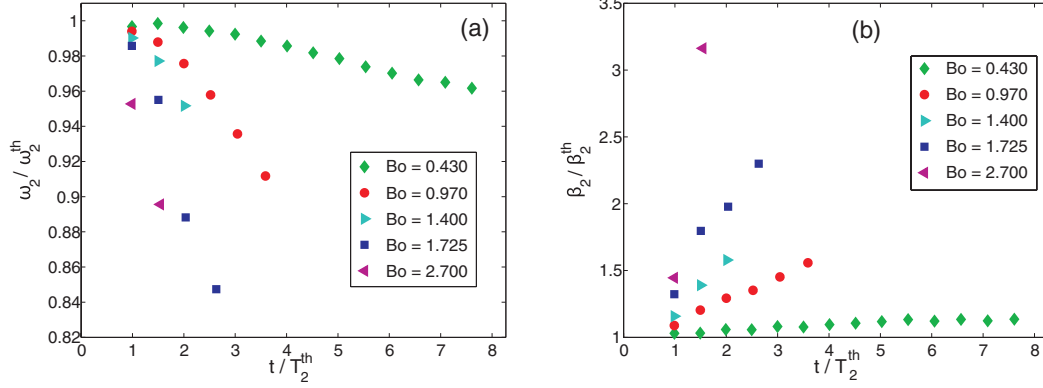 (a)
1
0.98
0.96
0.94
0.92
0.9
0.88
0.86
0.84
0.82
ω₂ / ω₂ᵗʰ
Bo = 0.430
Bo = 0.970
Bo = 1.400
Bo = 1.725
Bo = 2.700
0 1 2 3 4 5 6 7 8
t / T₂ᵗʰ
(b)
3.5
3
2.5
2
1.5
1
β₂ / β₂ᵗʰ
Bo = 0.430
Bo = 0.970
Bo = 1.400
Bo = 1.725
Bo = 2.700
0 1 2 3 4 5 6 7 8
t / T₂ᵗʰ